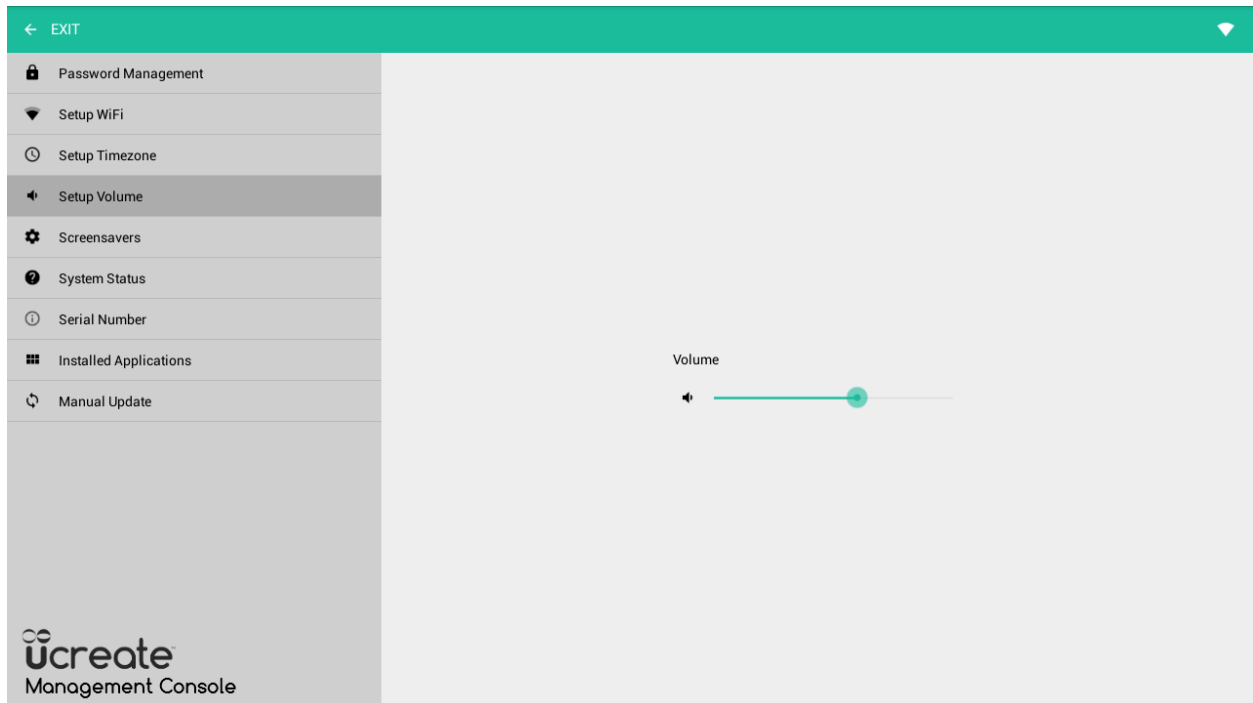 EXIT
Password Management
Setup WiFi
Setup Timezone
Setup Volume
Screensavers
System Status
Serial Number
Installed Applications
Manual Update
Volume
ücreate™
Management Console